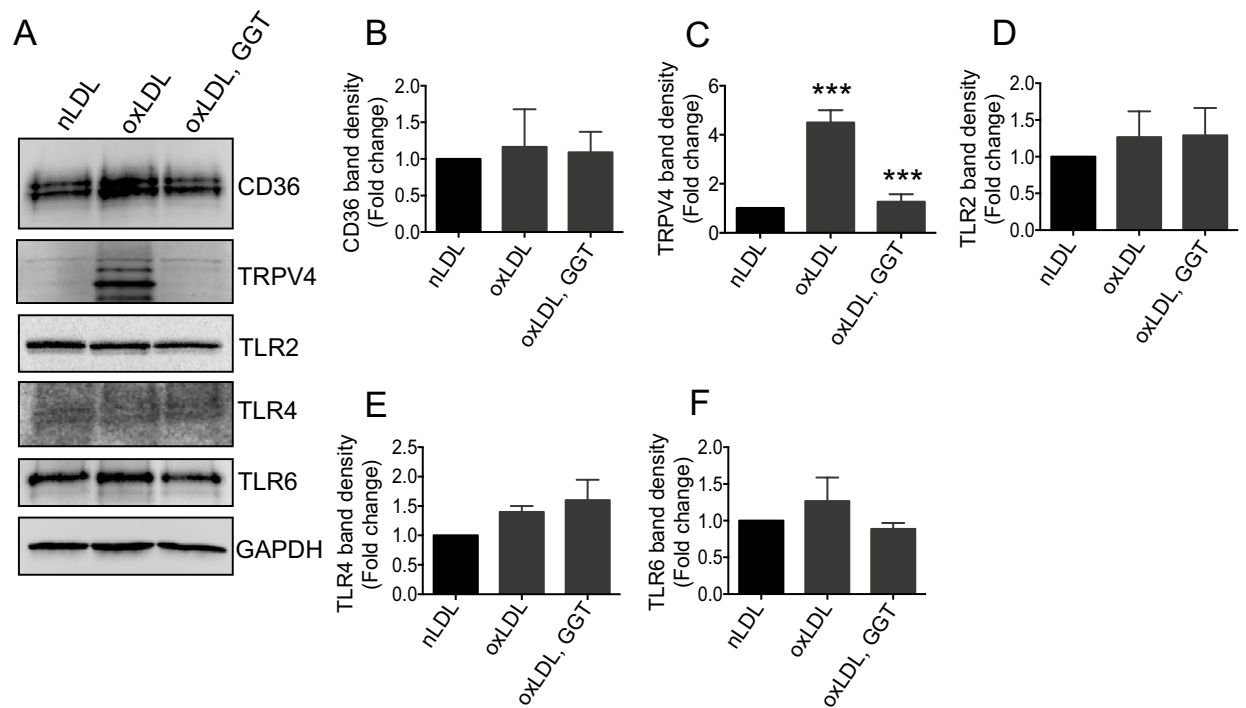 A
nLDL
oxLDL
oxLDL, GGT
CD36
TRPV4
TLR2
TLR4
TLR6
GAPDH
B
CD36 band density
(Fold change)
2.0
1.5
1.0
0.5
0.0
nLDL
oxLDL
oxLDL, GGT
C
TRPV4 band density
(Fold change)
6
4
2
0
***
***
nLDL
oxLDL
oxLDL, GGT
D
TLR2 band density
(Fold change)
2.0
1.5
1.0
0.5
0.0
nLDL
oxLDL
oxLDL, GGT
E
TLR4 band density
(Fold change)
2.5
2.0
1.5
1.0
0.5
0.0
nLDL
oxLDL
oxLDL, GGT
F
TLR6 band density
(Fold change)
2.0
1.5
1.0
0.5
0.0
nLDL
oxLDL
oxLDL, GGT